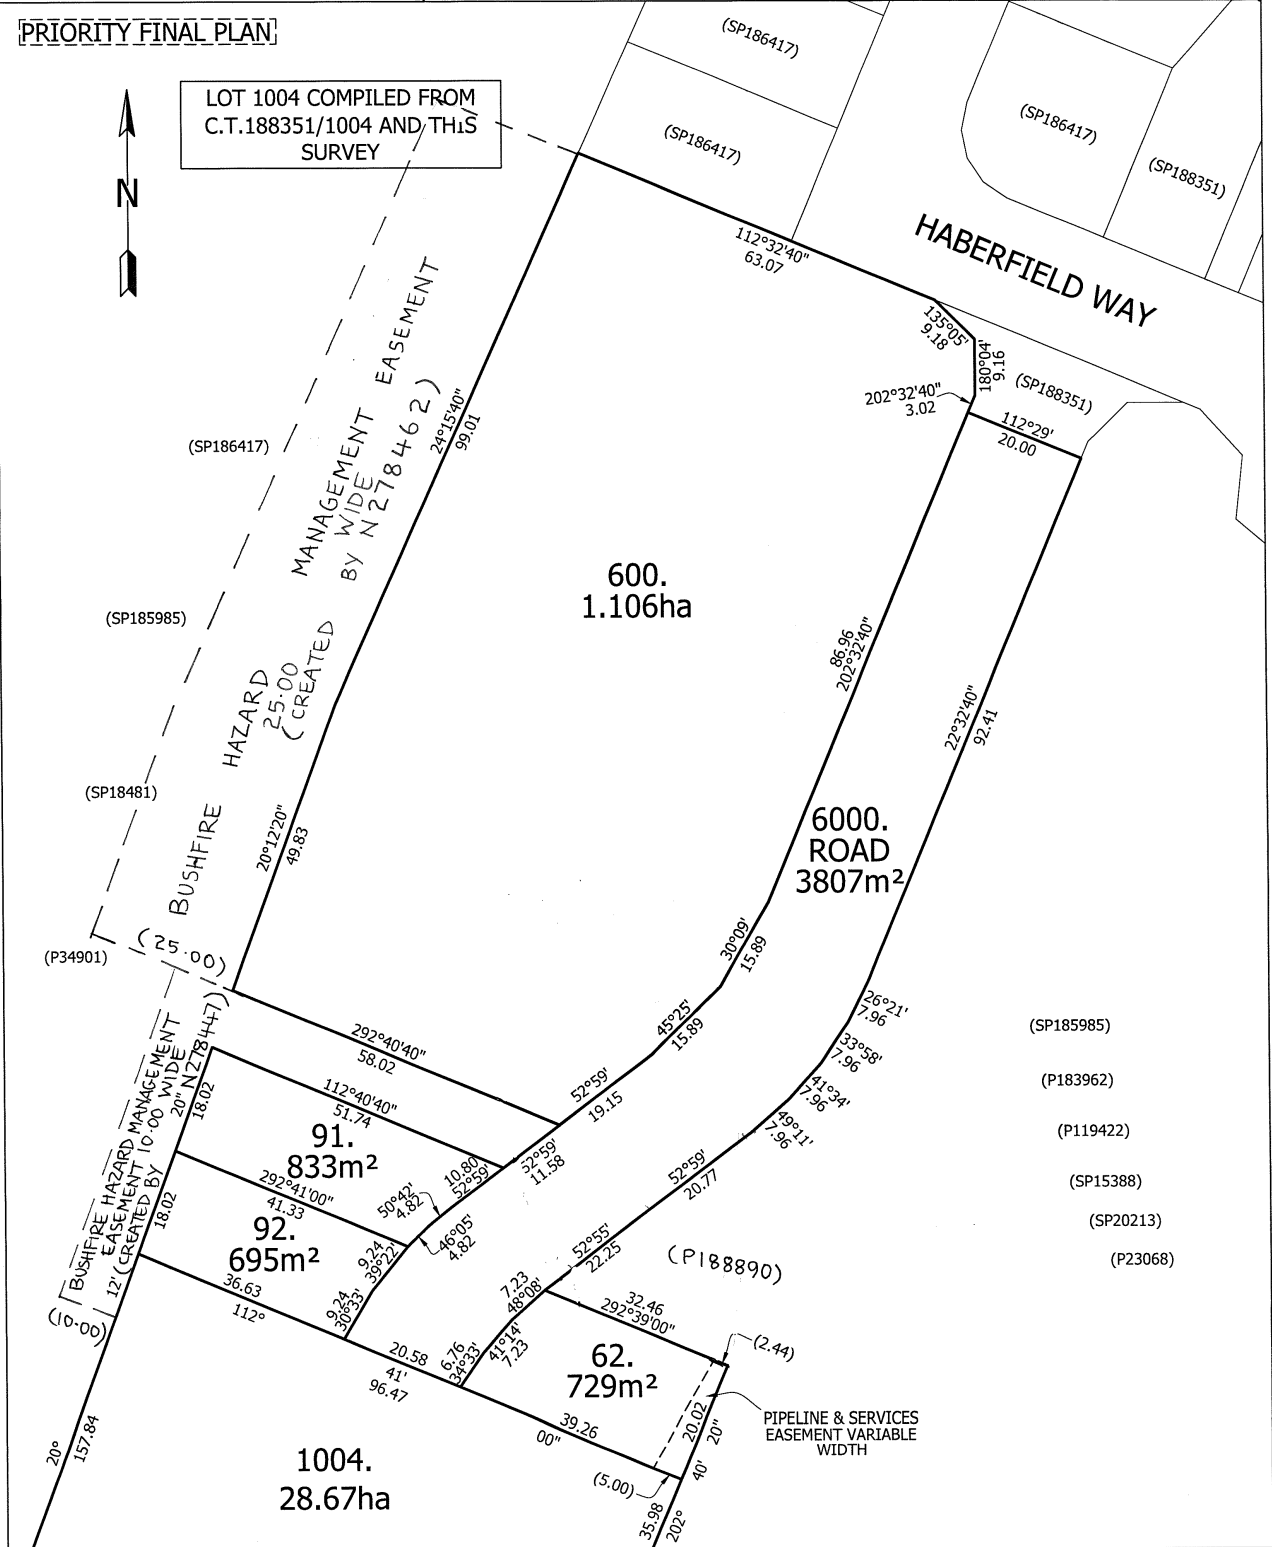 PRIORITY FINAL PLAN
LOT 1004 COMPILED FROM
C.T.188351/1004 AND THIS
SURVEY
N
(SP186417)
(SP186417)
(SP186417)
(SP188351)
HABERFIELD WAY
112°32'40"
63.07
135°05'
9.18
180°04'
9.16
(SP188351)
202°32'40"
3.02
112°29'
20.00
(SP186417)
24°15'40"
99.01
BUSHFIRE HAZARD MANAGEMENT EASEMENT
25.00 WIDE
(CREATED BY N278462)
600.
1.106ha
(SP185985)
86.96
202°32'40"
22°32'40"
92.41
(SP18481)
20°12'20"
49.83
6000.
ROAD
3807m²
(25.00)
(P34901)
30°09'
15.89
45°25'
15.89
26°21'
7.96
33°58'
7.96
41°34'
7.96
49°11'
7.96
(SP185985)
(P183962)
(P119422)
(SP15388)
(SP20213)
(P23068)
292°40'40"
58.02
52°59'
19.15
112°40'40"
51.74
91.
833m²
20"
18.02
BUSHFIRE HAZARD MANAGEMENT
EASEMENT 10.00 WIDE
(CREATED BY N278447)
10.80
52°59'
52°59'
11.58
52°59'
20.77
292°41'00"
41.33
50°42'
4.82
46°05'
4.82
18.02
92.
695m²
9.24
39°22'
52°55'
22.25
(P188890)
12'
36.63
112°
9.24
30°33'
7.23
48°08'
32.46
292°39'00"
(10.00)
20.58
41'
96.47
6.76
34°33'
41°14'
7.23
62.
729m²
(2.44)
20.02
20"
PIPELINE & SERVICES
EASEMENT VARIABLE
WIDTH
39.26
00"
40'
(5.00)
20°
157.84
1004.
28.67ha
35.98
202°